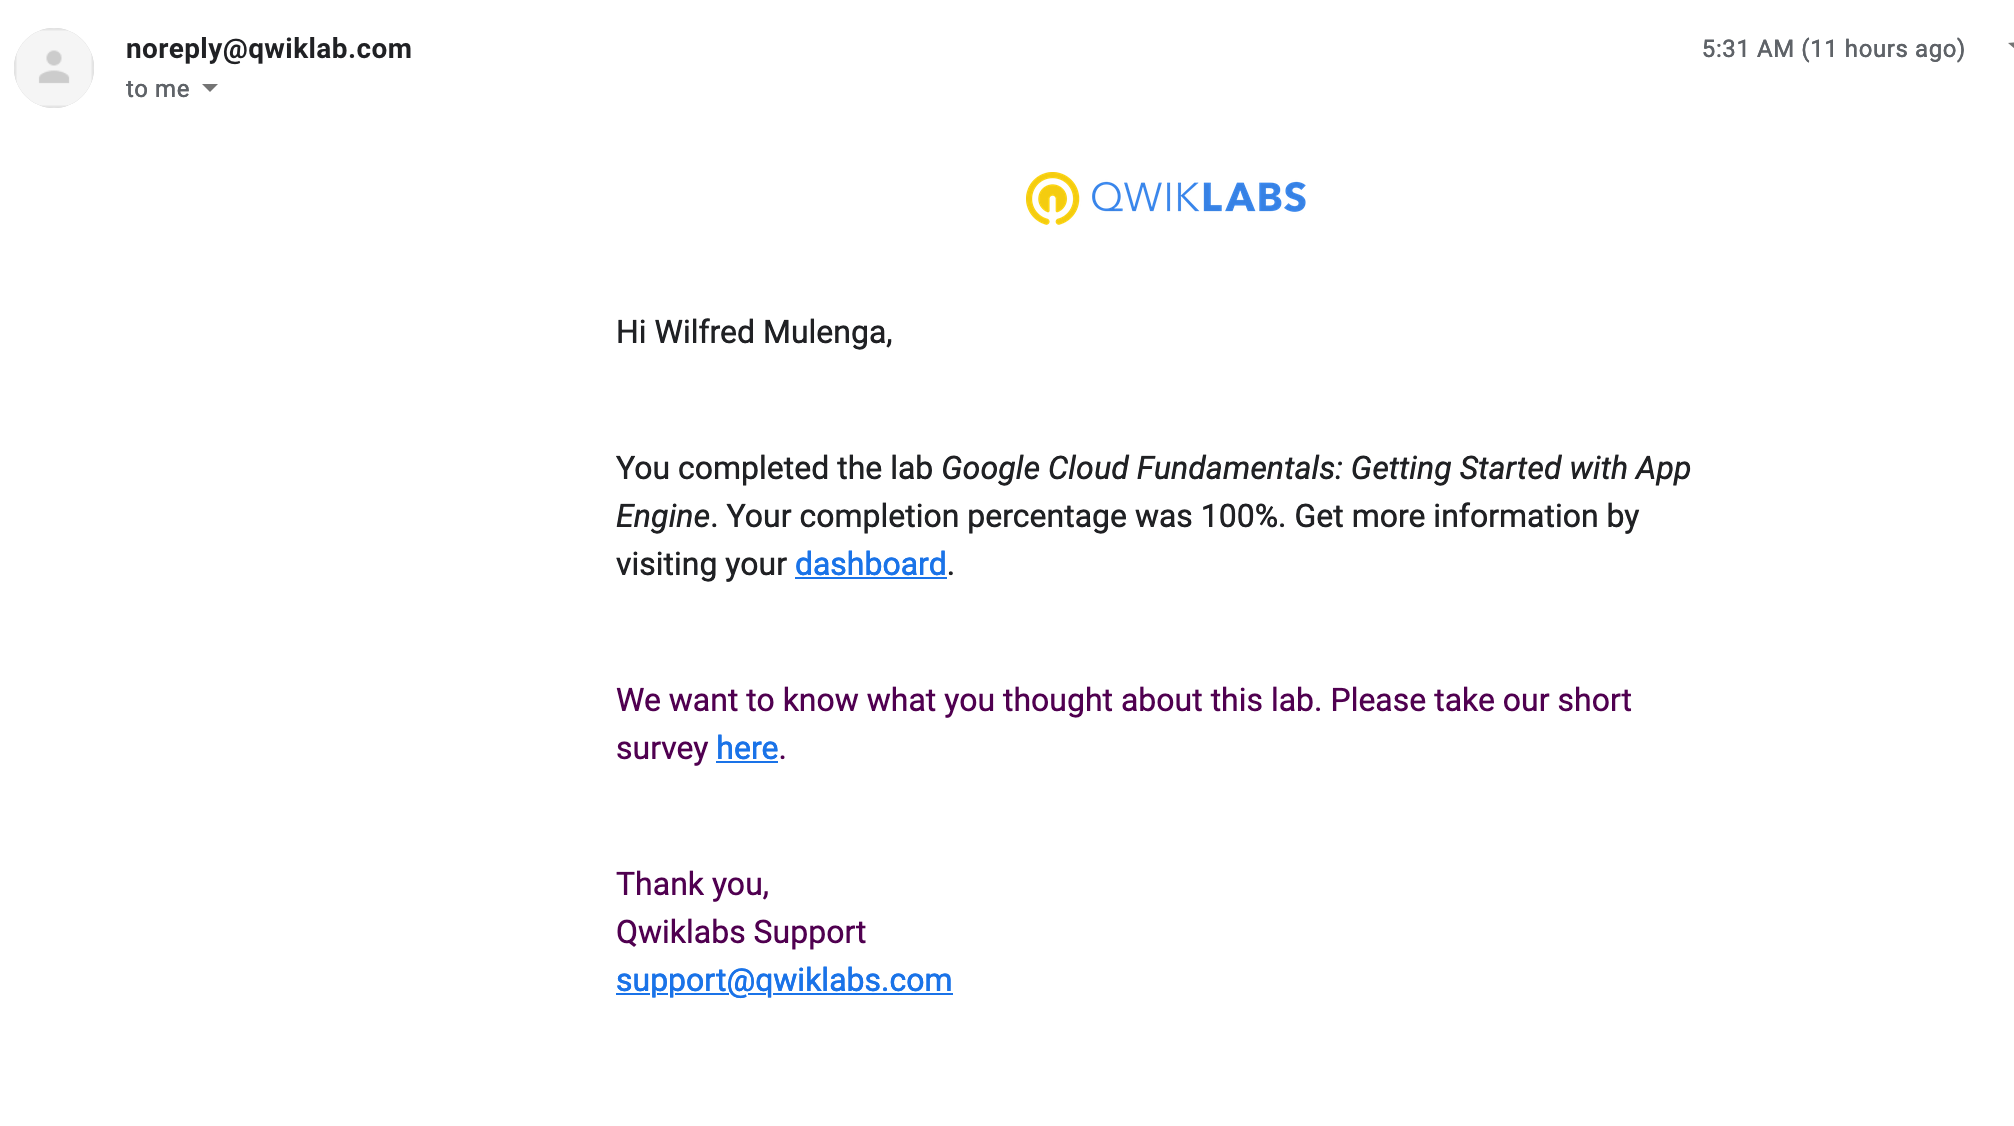 noreply@qwiklab.com
5:31 AM (11 hours ago)
to me
QWIKLABS
Hi Wilfred Mulenga,
You completed the lab Google Cloud Fundamentals: Getting Started with App
Engine. Your completion percentage was 100%. Get more information by
visiting your dashboard.
We want to know what you thought about this lab. Please take our short
survey here.
Thank you,
Qwiklabs Support
support@qwiklabs.com